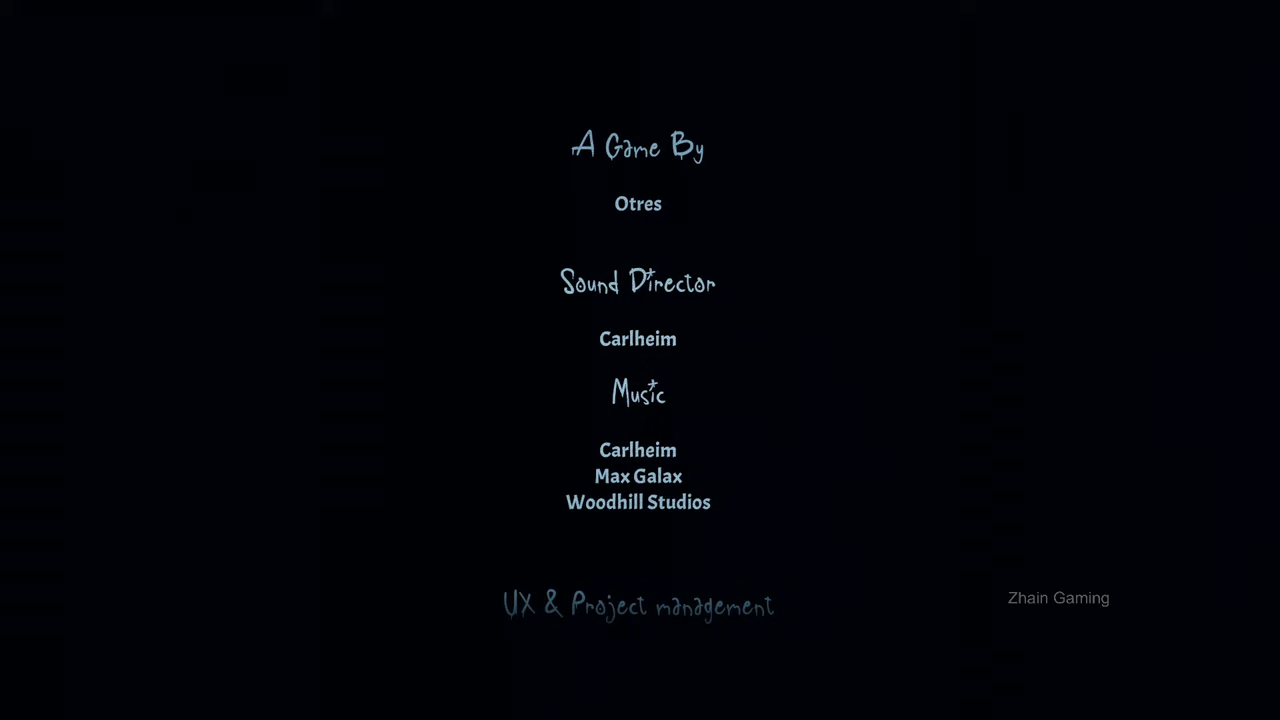 A Game By
Otres
Sound Director
Carlheim
Music
Carlheim
Max Galax
Woodhill Studios
UX & Project management
Zhain Gaming